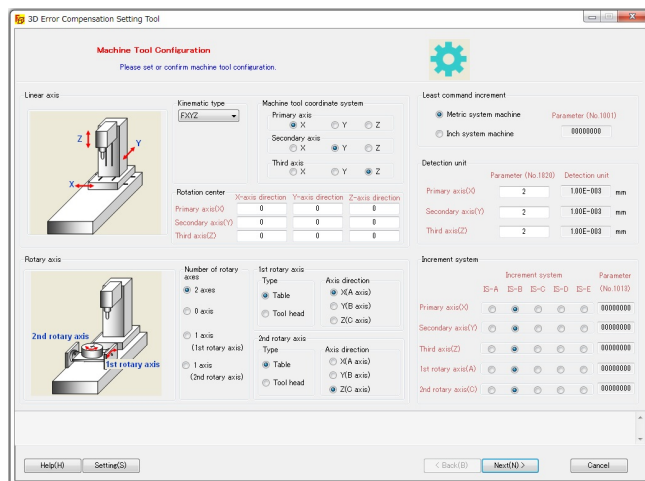 3D Error Compensation Setting Tool
Machine Tool Configuration
Please set or confirm machine tool configuration.
Linear axis
Z
Y
X
Kinematic type
FXYZ
Machine tool coordinate system
Primary axis
X Y Z
Secondary axis
X Y Z
Third axis
X Y Z
Rotation center
X-axis direction Y-axis direction Z-axis direction
Primary axis(X) 0 0 0
Secondary axis(Y) 0 0 0
Third axis(Z) 0 0 0
Least command increment
Metric system machine
Inch system machine
Parameter (No.1001)
00000000
Detection unit
Parameter (No.1820) Detection unit
Primary axis(X) 2 1.00E-003 mm
Secondary axis(Y) 2 1.00E-003 mm
Third axis(Z) 2 1.00E-003 mm
Rotary axis
2nd rotary axis
1st rotary axis
Number of rotary
axes
2 axes
0 axis
1 axis
(1st rotary axis)
1 axis
(2nd rotary axis)
1st rotary axis
Type
Table
Tool head
Axis direction
X(A axis)
Y(B axis)
Z(C axis)
2nd rotary axis
Type
Table
Tool head
Axis direction
X(A axis)
Y(B axis)
Z(C axis)
Increment system
Increment system Parameter
IS-A IS-B IS-C IS-D IS-E (No.1013)
Primary axis(X) 00000000
Secondary axis(Y) 00000000
Third axis(Z) 00000000
1st rotary axis(A) 00000000
2nd rotary axis(C) 00000000
Help(H) Setting(S) < Back(B) Next(N) > Cancel